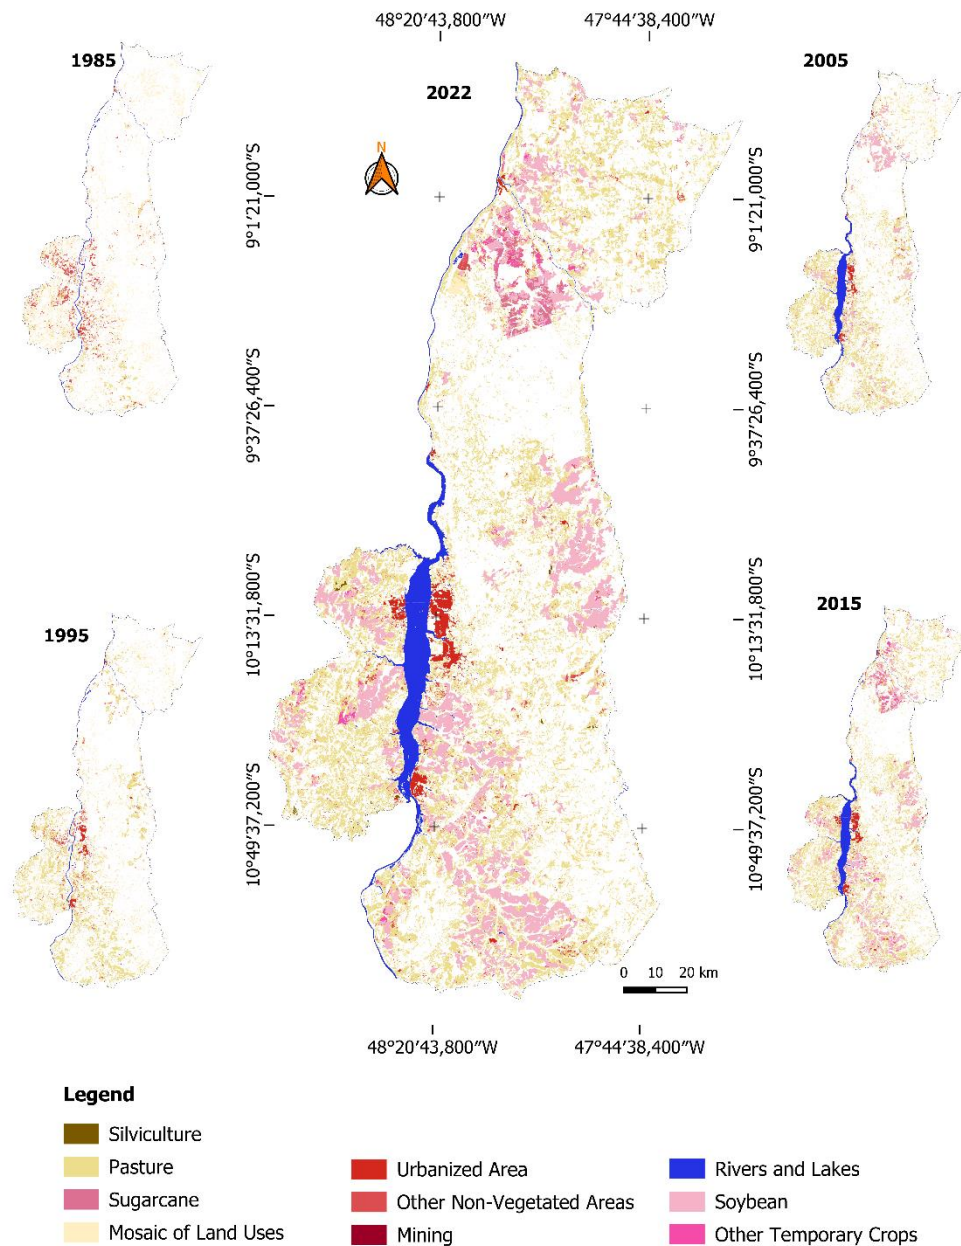 48°20′43,800″W
47°44′38,400″W
1985
2022
2005
N
9°1′21,000″S
9°1′21,000″S
9°37′26,400″S
9°37′26,400″S
1995
10°13′31,800″S
10°13′31,800″S
2015
10°49′37,200″S
10°49′37,200″S
0 10 20 km
48°20′43,800″W
47°44′38,400″W
Legend
Silviculture
Pasture
Sugarcane
Mosaic of Land Uses
Urbanized Area
Other Non-Vegetated Areas
Mining
Rivers and Lakes
Soybean
Other Temporary Crops